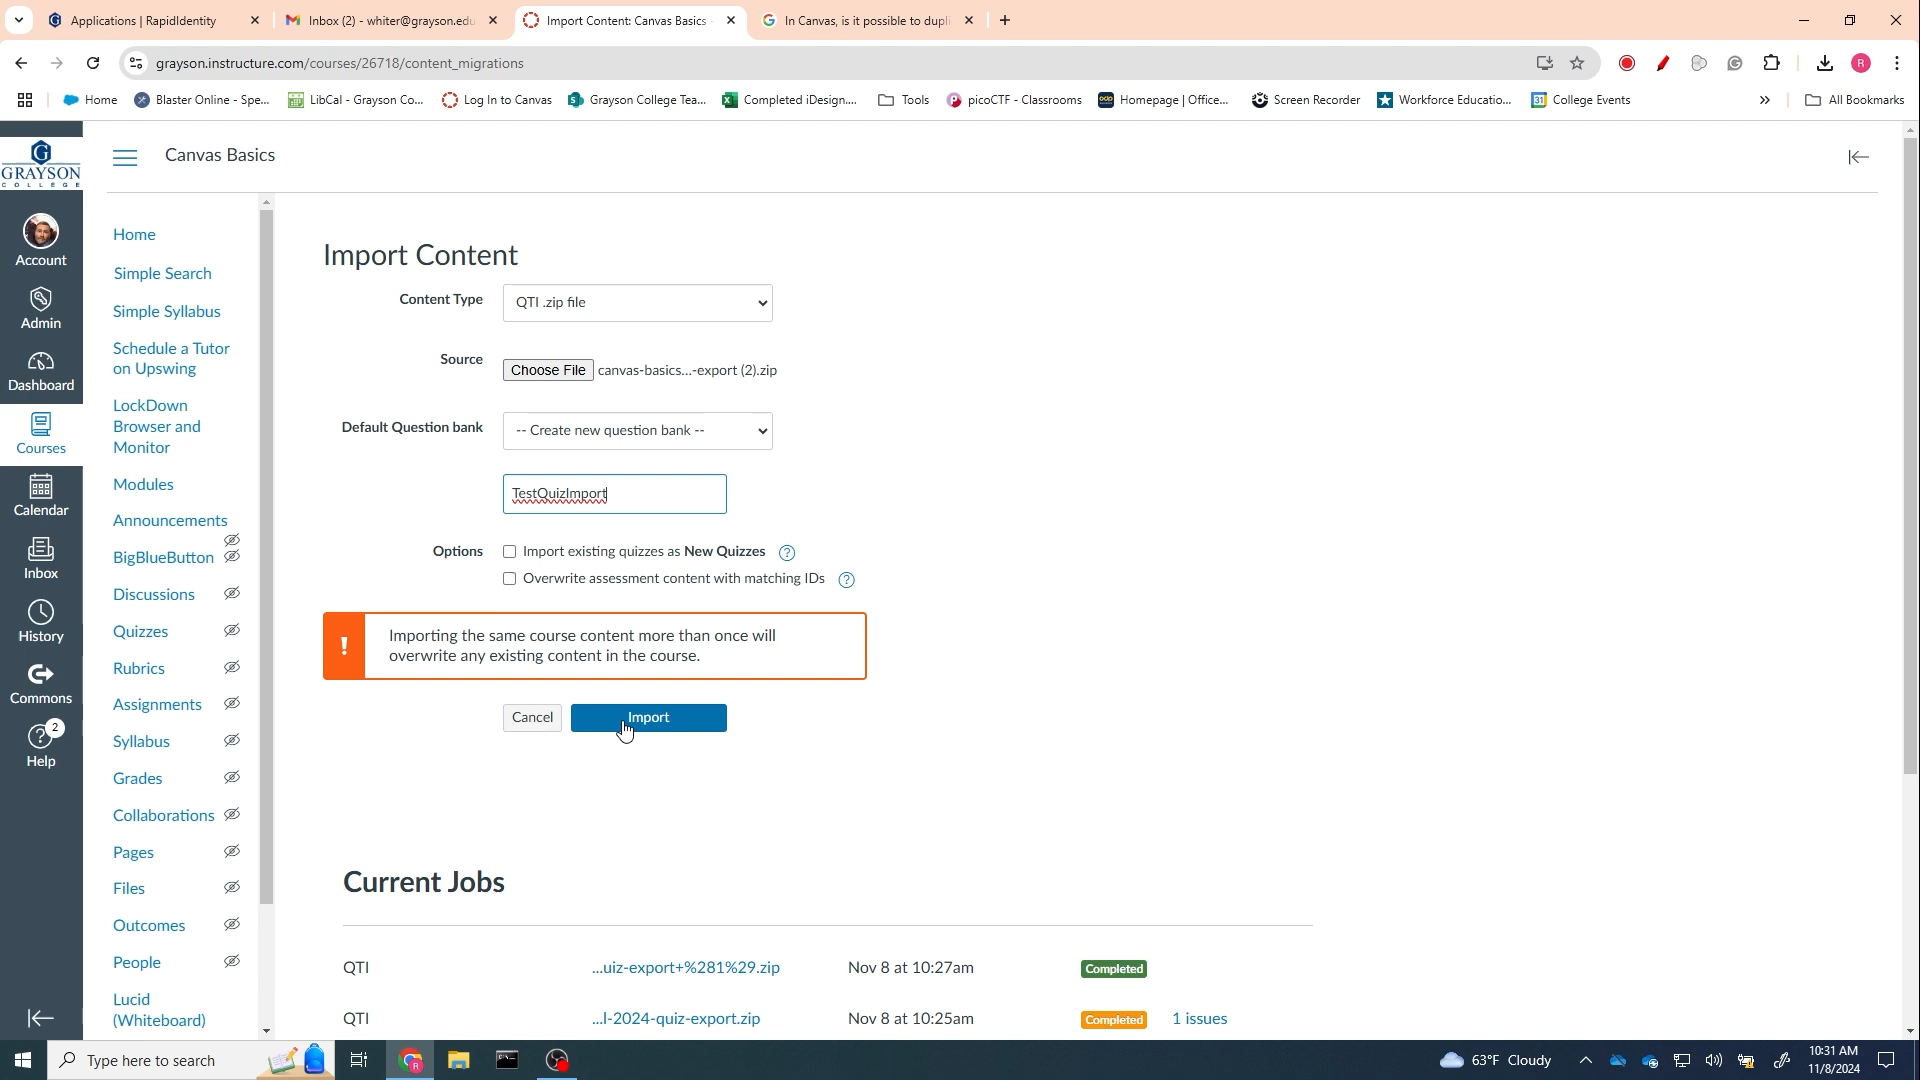 Applications | RapidIdentity
Inbox (2) - whiter@grayson.edu
Import Content: Canvas Basics
In Canvas, is it possible to dupli
grayson.instructure.com/courses/26718/content_migrations
R
Home
Blaster Online - Spe...
LibCal - Grayson Co...
Log In to Canvas
Grayson College Tea...
Completed iDesign....
Tools
picoCTF - Classrooms
Homepage | Office...
Screen Recorder
Workforce Educatio...
College Events
»
All Bookmarks
GRAYSON
COLLEGE
Canvas Basics
Account
Admin
Dashboard
Courses
Calendar
Inbox
History
Commons
2
Help
Home
Simple Search
Simple Syllabus
Schedule a Tutor
on Upswing
LockDown
Browser and
Monitor
Modules
Announcements
BigBlueButton
Discussions
Quizzes
Rubrics
Assignments
Syllabus
Grades
Collaborations
Pages
Files
Outcomes
People
Lucid
(Whiteboard)
Import Content
Content Type
QTI .zip file
Source
Choose File canvas-basics...-export (2).zip
Default Question bank
-- Create new question bank --
TestQuizImport
Options
Import existing quizzes as New Quizzes ?
Overwrite assessment content with matching IDs ?
!
Importing the same course content more than once will
overwrite any existing content in the course.
Cancel
Import
Current Jobs
QTI ...uiz-export+%281%29.zip Nov 8 at 10:27am Completed
QTI ...l-2024-quiz-export.zip Nov 8 at 10:25am Completed 1 issues
Type here to search
63°F Cloudy
10:31 AM
11/8/2024